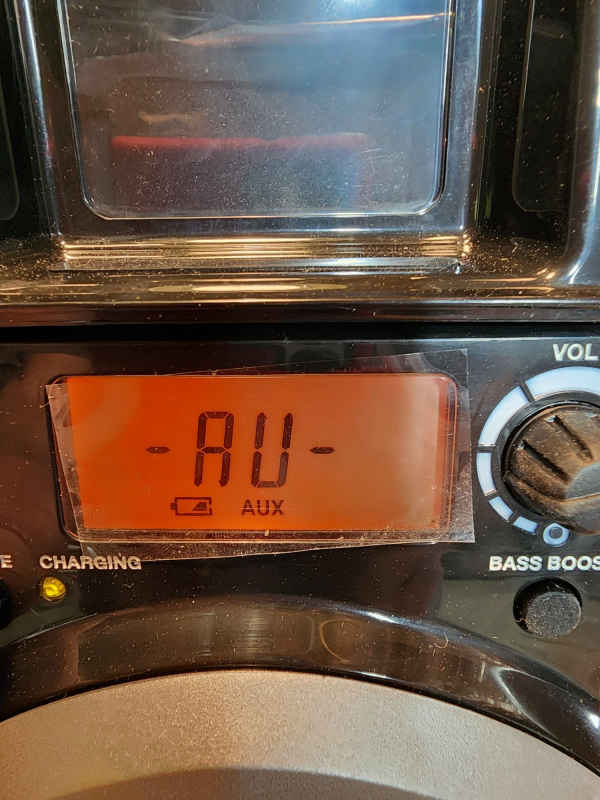 VOL
-AU-
AUX
E CHARGING
BASS BOOS